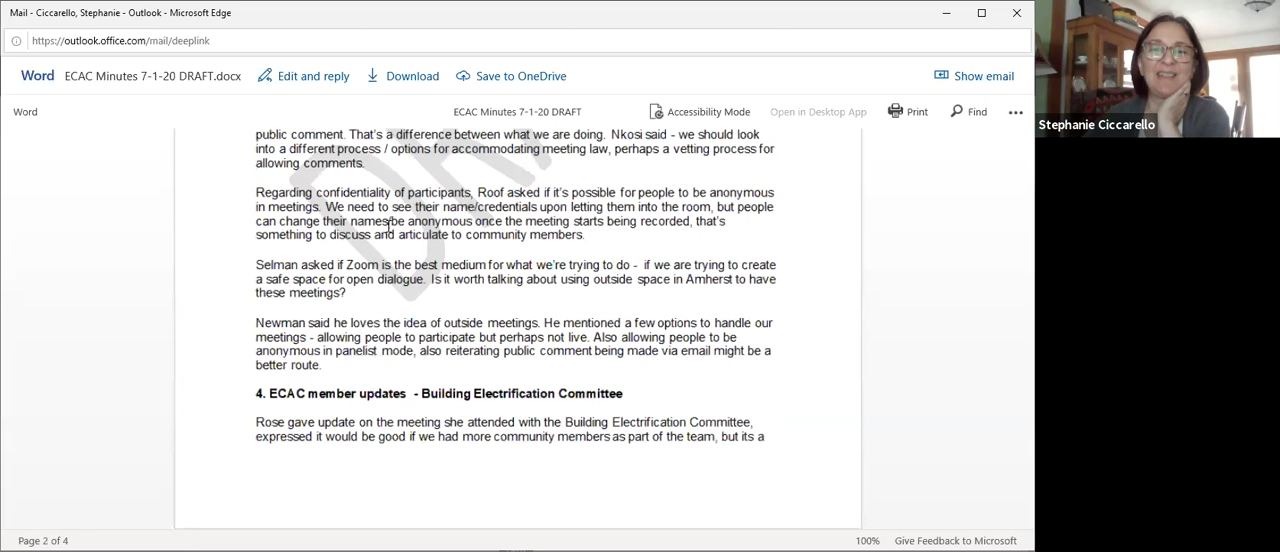 Mail - Ciccarello, Stephanie - Outlook - Microsoft Edge
https://outlook.office.com/mail/deeplink
Word ECAC Minutes 7-1-20 DRAFT.docx Edit and reply Download Save to OneDrive Show email
Word ECAC Minutes 7-1-20 DRAFT Accessibility Mode Open in Desktop App Print Find
public comment. That's a difference between what we are doing. Nkosi said - we should look
into a different process / options for accommodating meeting law, perhaps a vetting process for
allowing comments.
Regarding confidentiality of participants, Roof asked if it's possible for people to be anonymous
in meetings. We need to see their name/credentials upon letting them into the room, but people
can change their names/be anonymous once the meeting starts being recorded, that's
something to discuss and articulate to community members.
Selman asked if Zoom is the best medium for what we're trying to do - if we are trying to create
a safe space for open dialogue. Is it worth talking about using outside space in Amherst to have
these meetings?
Newman said he loves the idea of outside meetings. He mentioned a few options to handle our
meetings - allowing people to participate but perhaps not live. Also allowing people to be
anonymous in panelist mode, also reiterating public comment being made via email might be a
better route.
4. ECAC member updates - Building Electrification Committee
Rose gave update on the meeting she attended with the Building Electrification Committee,
expressed it would be good if we had more community members as part of the team, but its a
Page 2 of 4 100% Give Feedback to Microsoft
Stephanie Ciccarello
DRAFT